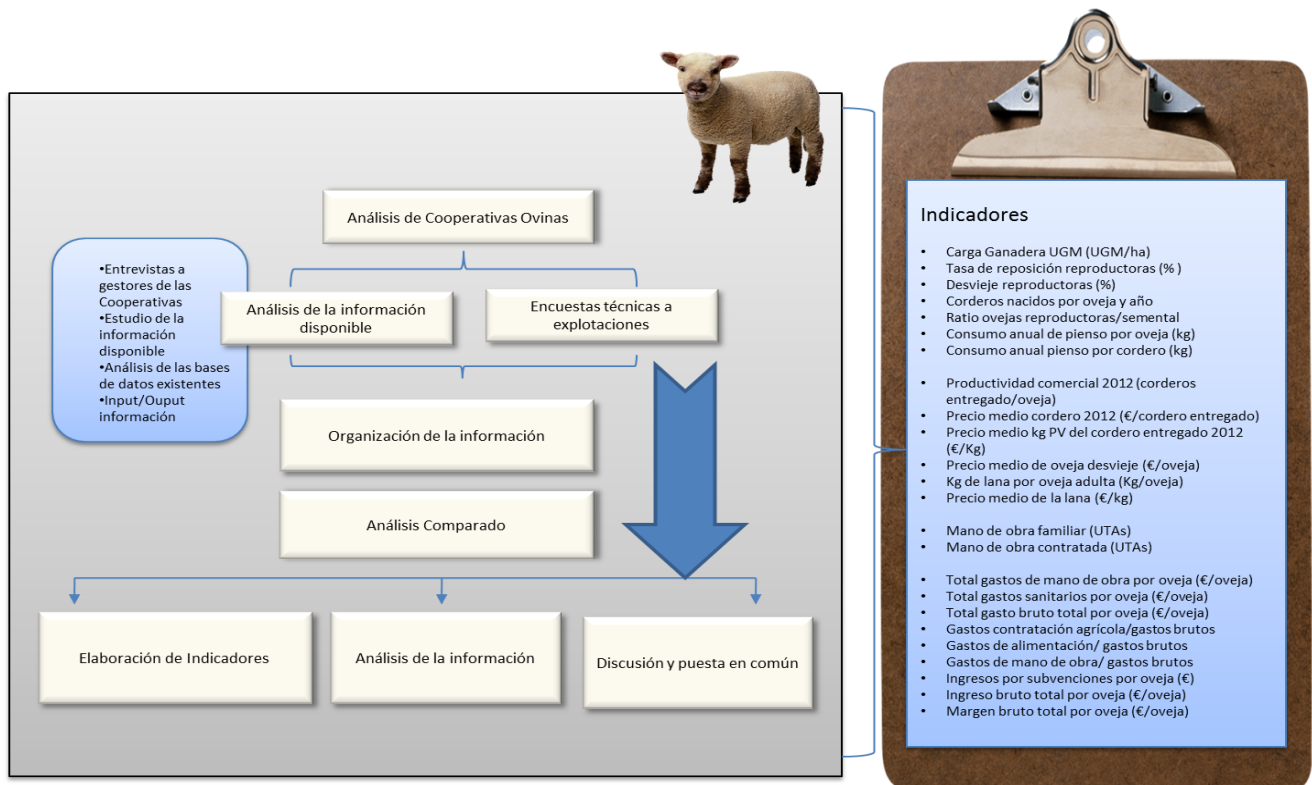 Análisis de Cooperativas Ovinas
•Entrevistas a
gestores de las
Cooperativas
•Estudio de la
información
disponible
•Análisis de las bases
de datos existentes
•Input/Ouput
información
Análisis de la información
disponible
Encuestas técnicas a
explotaciones
Organización de la información
Análisis Comparado
Elaboración de Indicadores
Análisis de la información
Discusión y puesta en común
Indicadores
• Carga Ganadera UGM (UGM/ha)
• Tasa de reposición reproductoras (% )
• Desvieje reproductoras (%)
• Corderos nacidos por oveja y año
• Ratio ovejas reproductoras/semental
• Consumo anual de pienso por oveja (kg)
• Consumo anual pienso por cordero (kg)
• Productividad comercial 2012 (corderos
entregado/oveja)
• Precio medio cordero 2012 (€/cordero entregado)
• Precio medio kg PV del cordero entregado 2012
(€/Kg)
• Precio medio de oveja desvieje (€/oveja)
• Kg de lana por oveja adulta (Kg/oveja)
• Precio medio de la lana (€/kg)
• Mano de obra familiar (UTAs)
• Mano de obra contratada (UTAs)
• Total gastos de mano de obra por oveja (€/oveja)
• Total gastos sanitarios por oveja (€/oveja)
• Total gasto bruto total por oveja (€/oveja)
• Gastos contratación agrícola/gastos brutos
• Gastos de alimentación/ gastos brutos
• Gastos de mano de obra/ gastos brutos
• Ingresos por subvenciones por oveja (€)
• Ingreso bruto total por oveja (€/oveja)
• Margen bruto total por oveja (€/oveja)